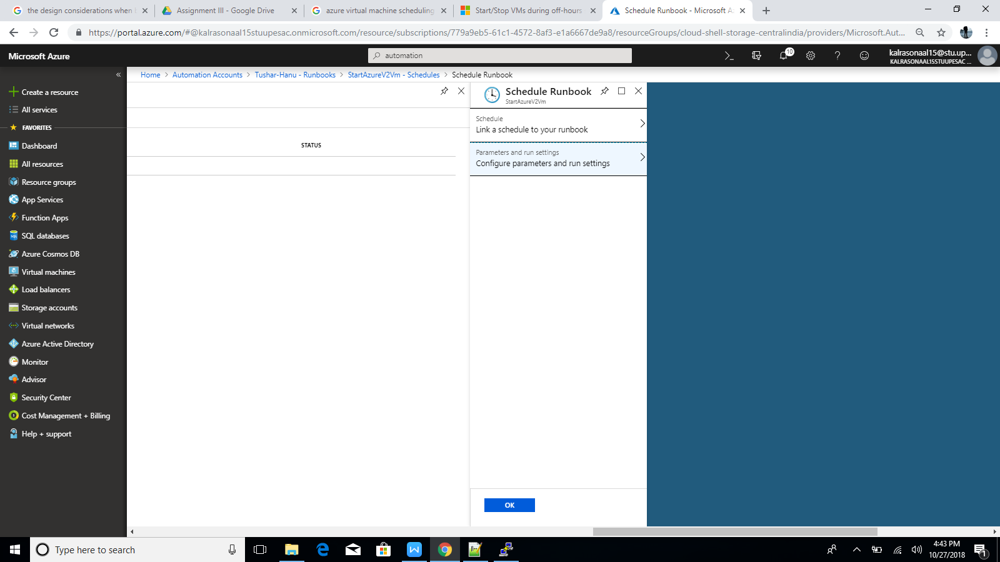 the design considerations when
Assignment III - Google Drive
azure virtual machine scheduling
Start/Stop VMs during off-hours
Schedule Runbook - Microsoft A
https://portal.azure.com/#@kalrasonaal15stuupesac.onmicrosoft.com/resource/subscriptions/779a9eb5-61c1-4572-8af3-e1a6667de9a8/resourceGroups/cloud-shell-storage-centralindia/providers/Microsoft.Aut...
Microsoft Azure
automation
10
kalrasonaal15@stu.up...
KALRASONAAL15STUUPESAC ...
Home > Automation Accounts > Tushar-Hanu - Runbooks > StartAzureV2Vm - Schedules > Schedule Runbook
Create a resource
All services
FAVORITES
Dashboard
All resources
Resource groups
App Services
Function Apps
SQL databases
Azure Cosmos DB
Virtual machines
Load balancers
Storage accounts
Virtual networks
Azure Active Directory
Monitor
Advisor
Security Center
Cost Management + Billing
Help + support
STATUS
Schedule Runbook
StartAzureV2Vm
Schedule
Link a schedule to your runbook
Parameters and run settings
Configure parameters and run settings
OK
Type here to search
4:43 PM
10/27/2018
1